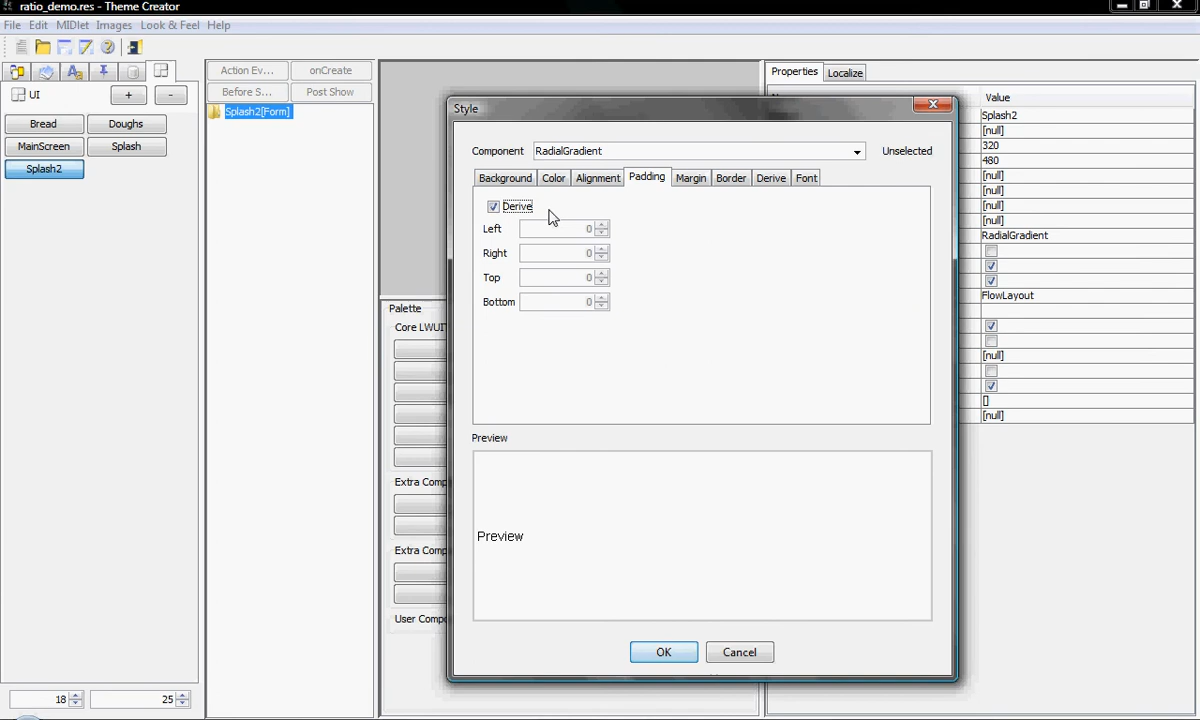 ratio_demo.res - Theme Creator
File Edit MIDlet Images Look & Feel Help
UI + -
Bread Doughs
MainScreen Splash
Splash2
18 25
Action Ev... onCreate
Before S... Post Show
Splash2[Form]
Palette
Core LWUIT
Extra Comp
Extra Comp
User Compo
Style
Component RadialGradient Unselected
Background Color Alignment Padding Margin Border Derive Font
Derive
Left 0
Right 0
Top 0
Bottom 0
Preview
Preview
OK Cancel
Properties Localize
Value
Splash2
[null]
320
480
[null]
[null]
[null]
[null]
RadialGradient
FlowLayout
[null]
[]
[null]